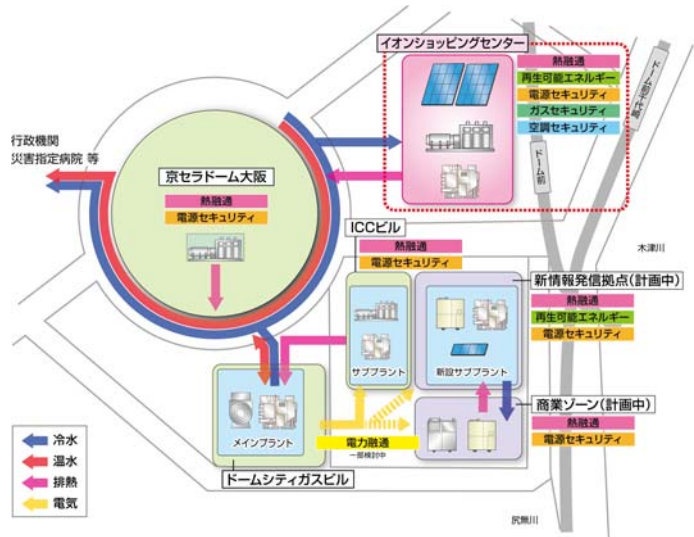 イオンショッピングセンター
熱融通
再生可能エネルギー
電源セキュリティ
ガスセキュリティ
空調セキュリティ
ドーム前千代崎
ドーム前
行政機関
災害指定病院 等
京セラドーム大阪
熱融通
電源セキュリティ
ICCビル
熱融通
電源セキュリティ
木津川
新情報発信拠点(計画中)
熱融通
再生可能エネルギー
電源セキュリティ
サブプラント
新設サブプラント
商業ゾーン(計画中)
熱融通
電源セキュリティ
メインプラント
電力融通
一部検討中
ドームシティガスビル
冷水
温水
排熱
電気
尻無川